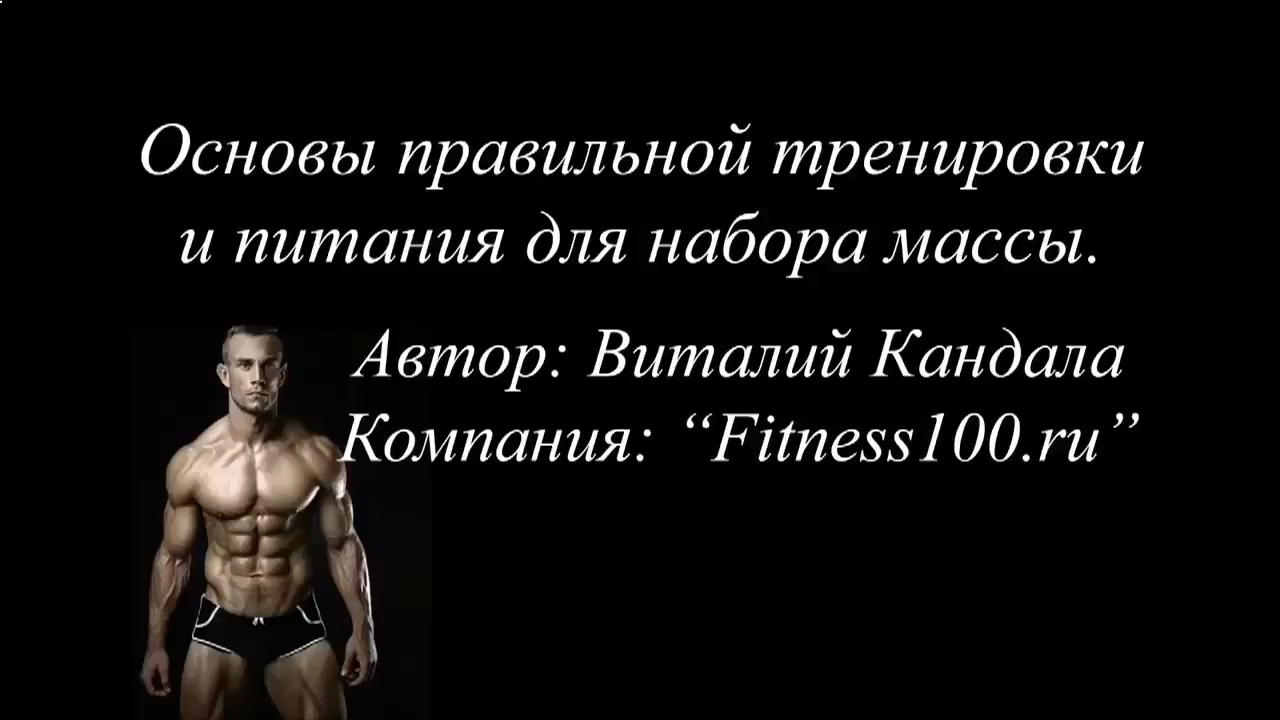 Основы правильной тренировки
и питания для набора массы.
Автор: Виталий Кандала
Компания: “Fitness100.ru”